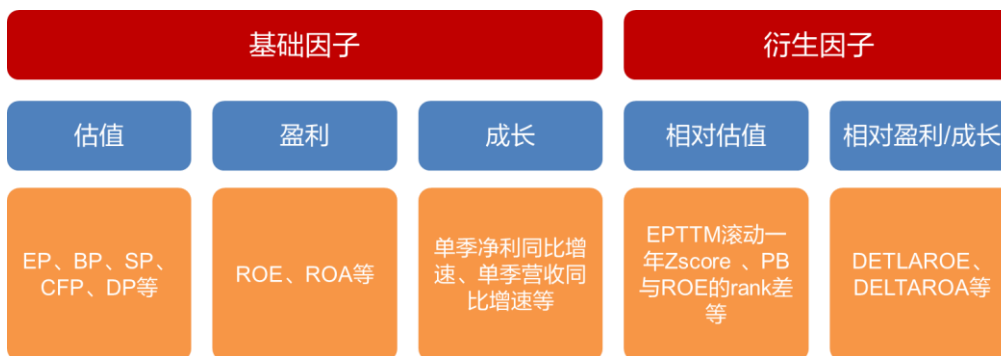 基础因子
衍生因子
估值
盈利
成长
相对估值
相对盈利/成长
EP、BP、SP、
CFP、DP等
ROE、ROA等
单季净利同比增
速、单季营收同
比增速等
EPTTM滚动一
年Zscore 、PB
与ROE的rank差
等
DETLAROE、
DELTAROA等